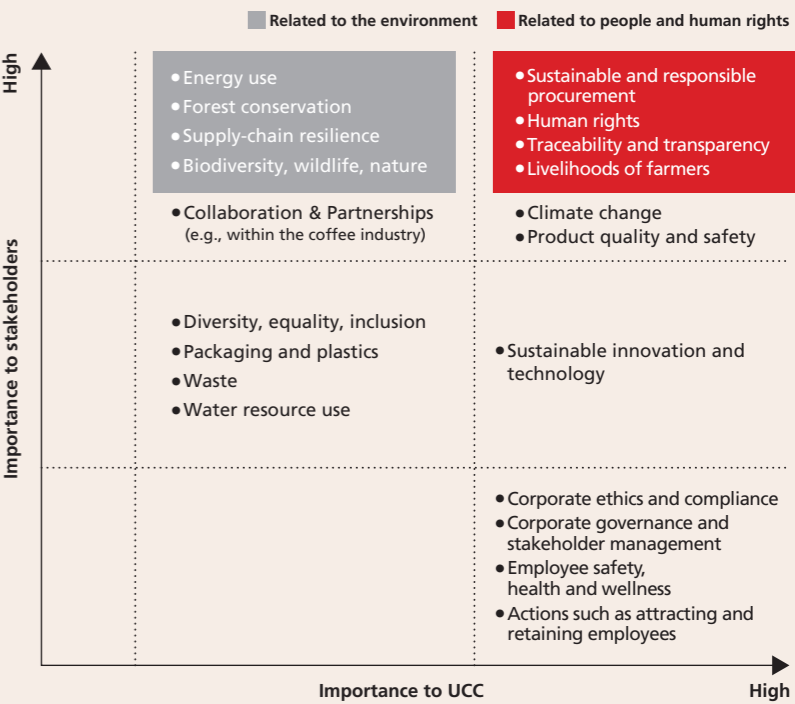 Related to the environment
Related to people and human rights
High
Importance to stakeholders
• Energy use
• Forest conservation
• Supply-chain resilience
• Biodiversity, wildlife, nature
• Collaboration & Partnerships
(e.g., within the coffee industry)
• Sustainable and responsible
procurement
• Human rights
• Traceability and transparency
• Livelihoods of farmers
• Climate change
• Product quality and safety
• Diversity, equality, inclusion
• Packaging and plastics
• Waste
• Water resource use
• Sustainable innovation and
technology
• Corporate ethics and compliance
• Corporate governance and
stakeholder management
• Employee safety,
health and wellness
• Actions such as attracting and
retaining employees
Importance to UCC
High